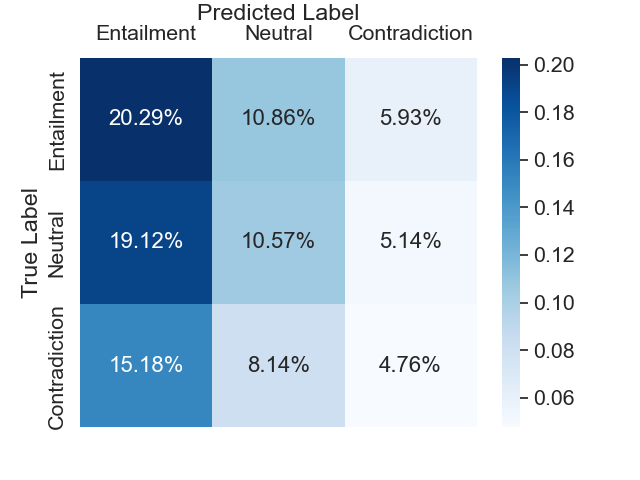 Predicted Label
Entailment Neutral Contradiction
True Label
Entailment
20.29% 10.86% 5.93%
Neutral
19.12% 10.57% 5.14%
Contradiction
15.18% 8.14% 4.76%
0.20
0.18
0.16
0.14
0.12
0.10
0.08
0.06